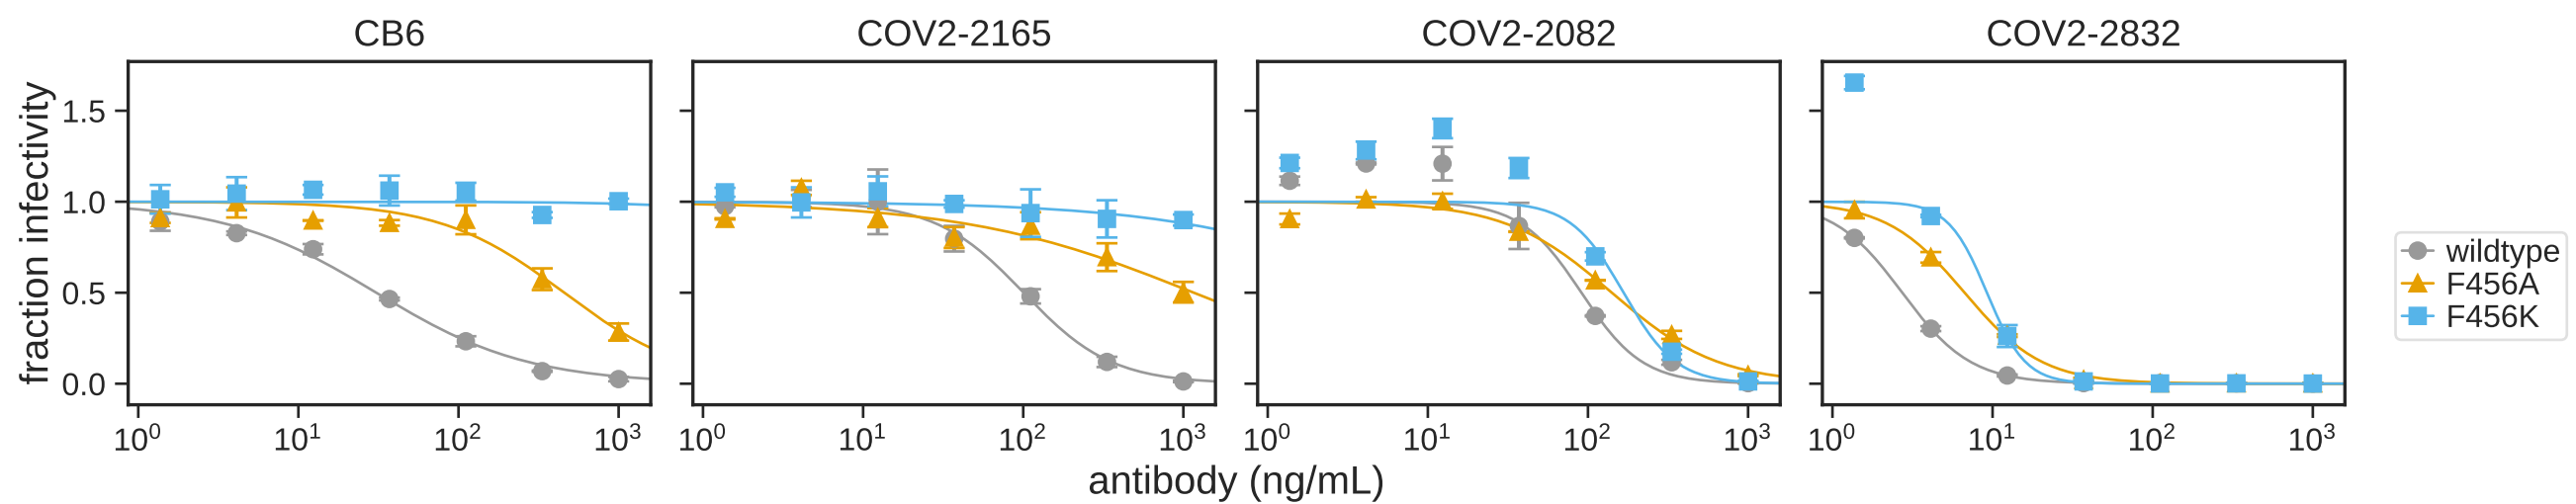 CB6
COV2-2165
COV2-2082
COV2-2832
fraction infectivity
1.5
1.0
0.5
0.0
10⁰ 10¹ 10² 10³
10⁰ 10¹ 10² 10³
10⁰ 10¹ 10² 10³
10⁰ 10¹ 10² 10³
antibody (ng/mL)
wildtype
F456A
F456K